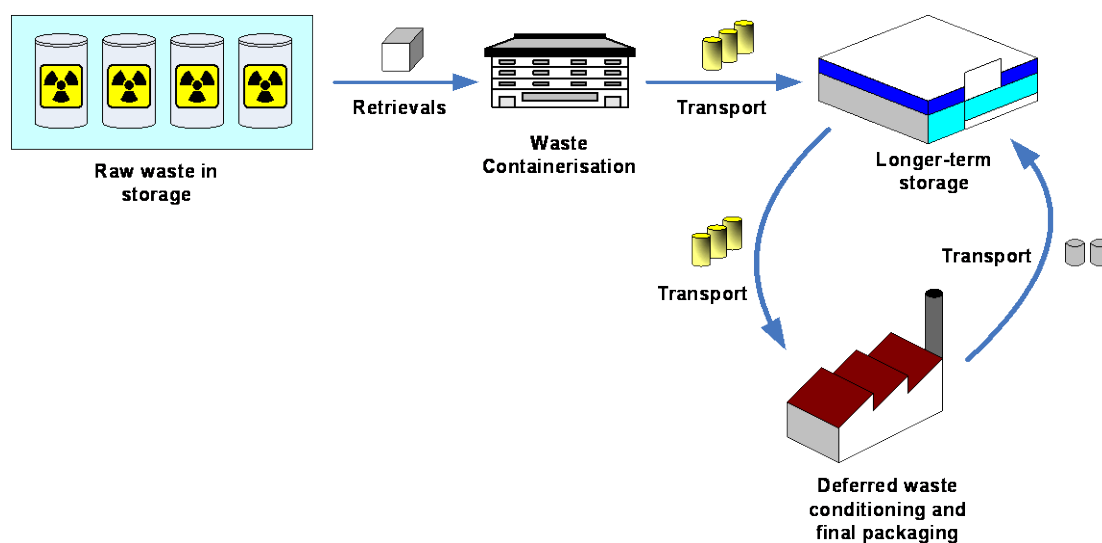 Retrievals
Transport
Raw waste in
storage
Waste
Containerisation
Longer-term
storage
Transport
Transport
Deferred waste
conditioning and
final packaging